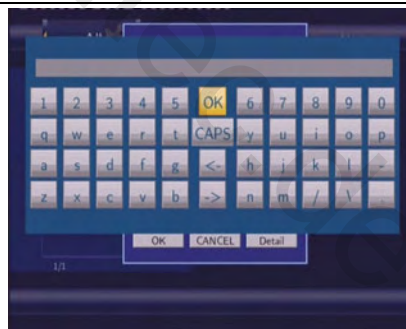 1 2 3 4 5 OK 6 7 8 9 0
q w e r t CAPS y u i o p
a s d f g <- h j k l -
z x c v b -> n m / \ .
OK CANCEL Detail
1/1